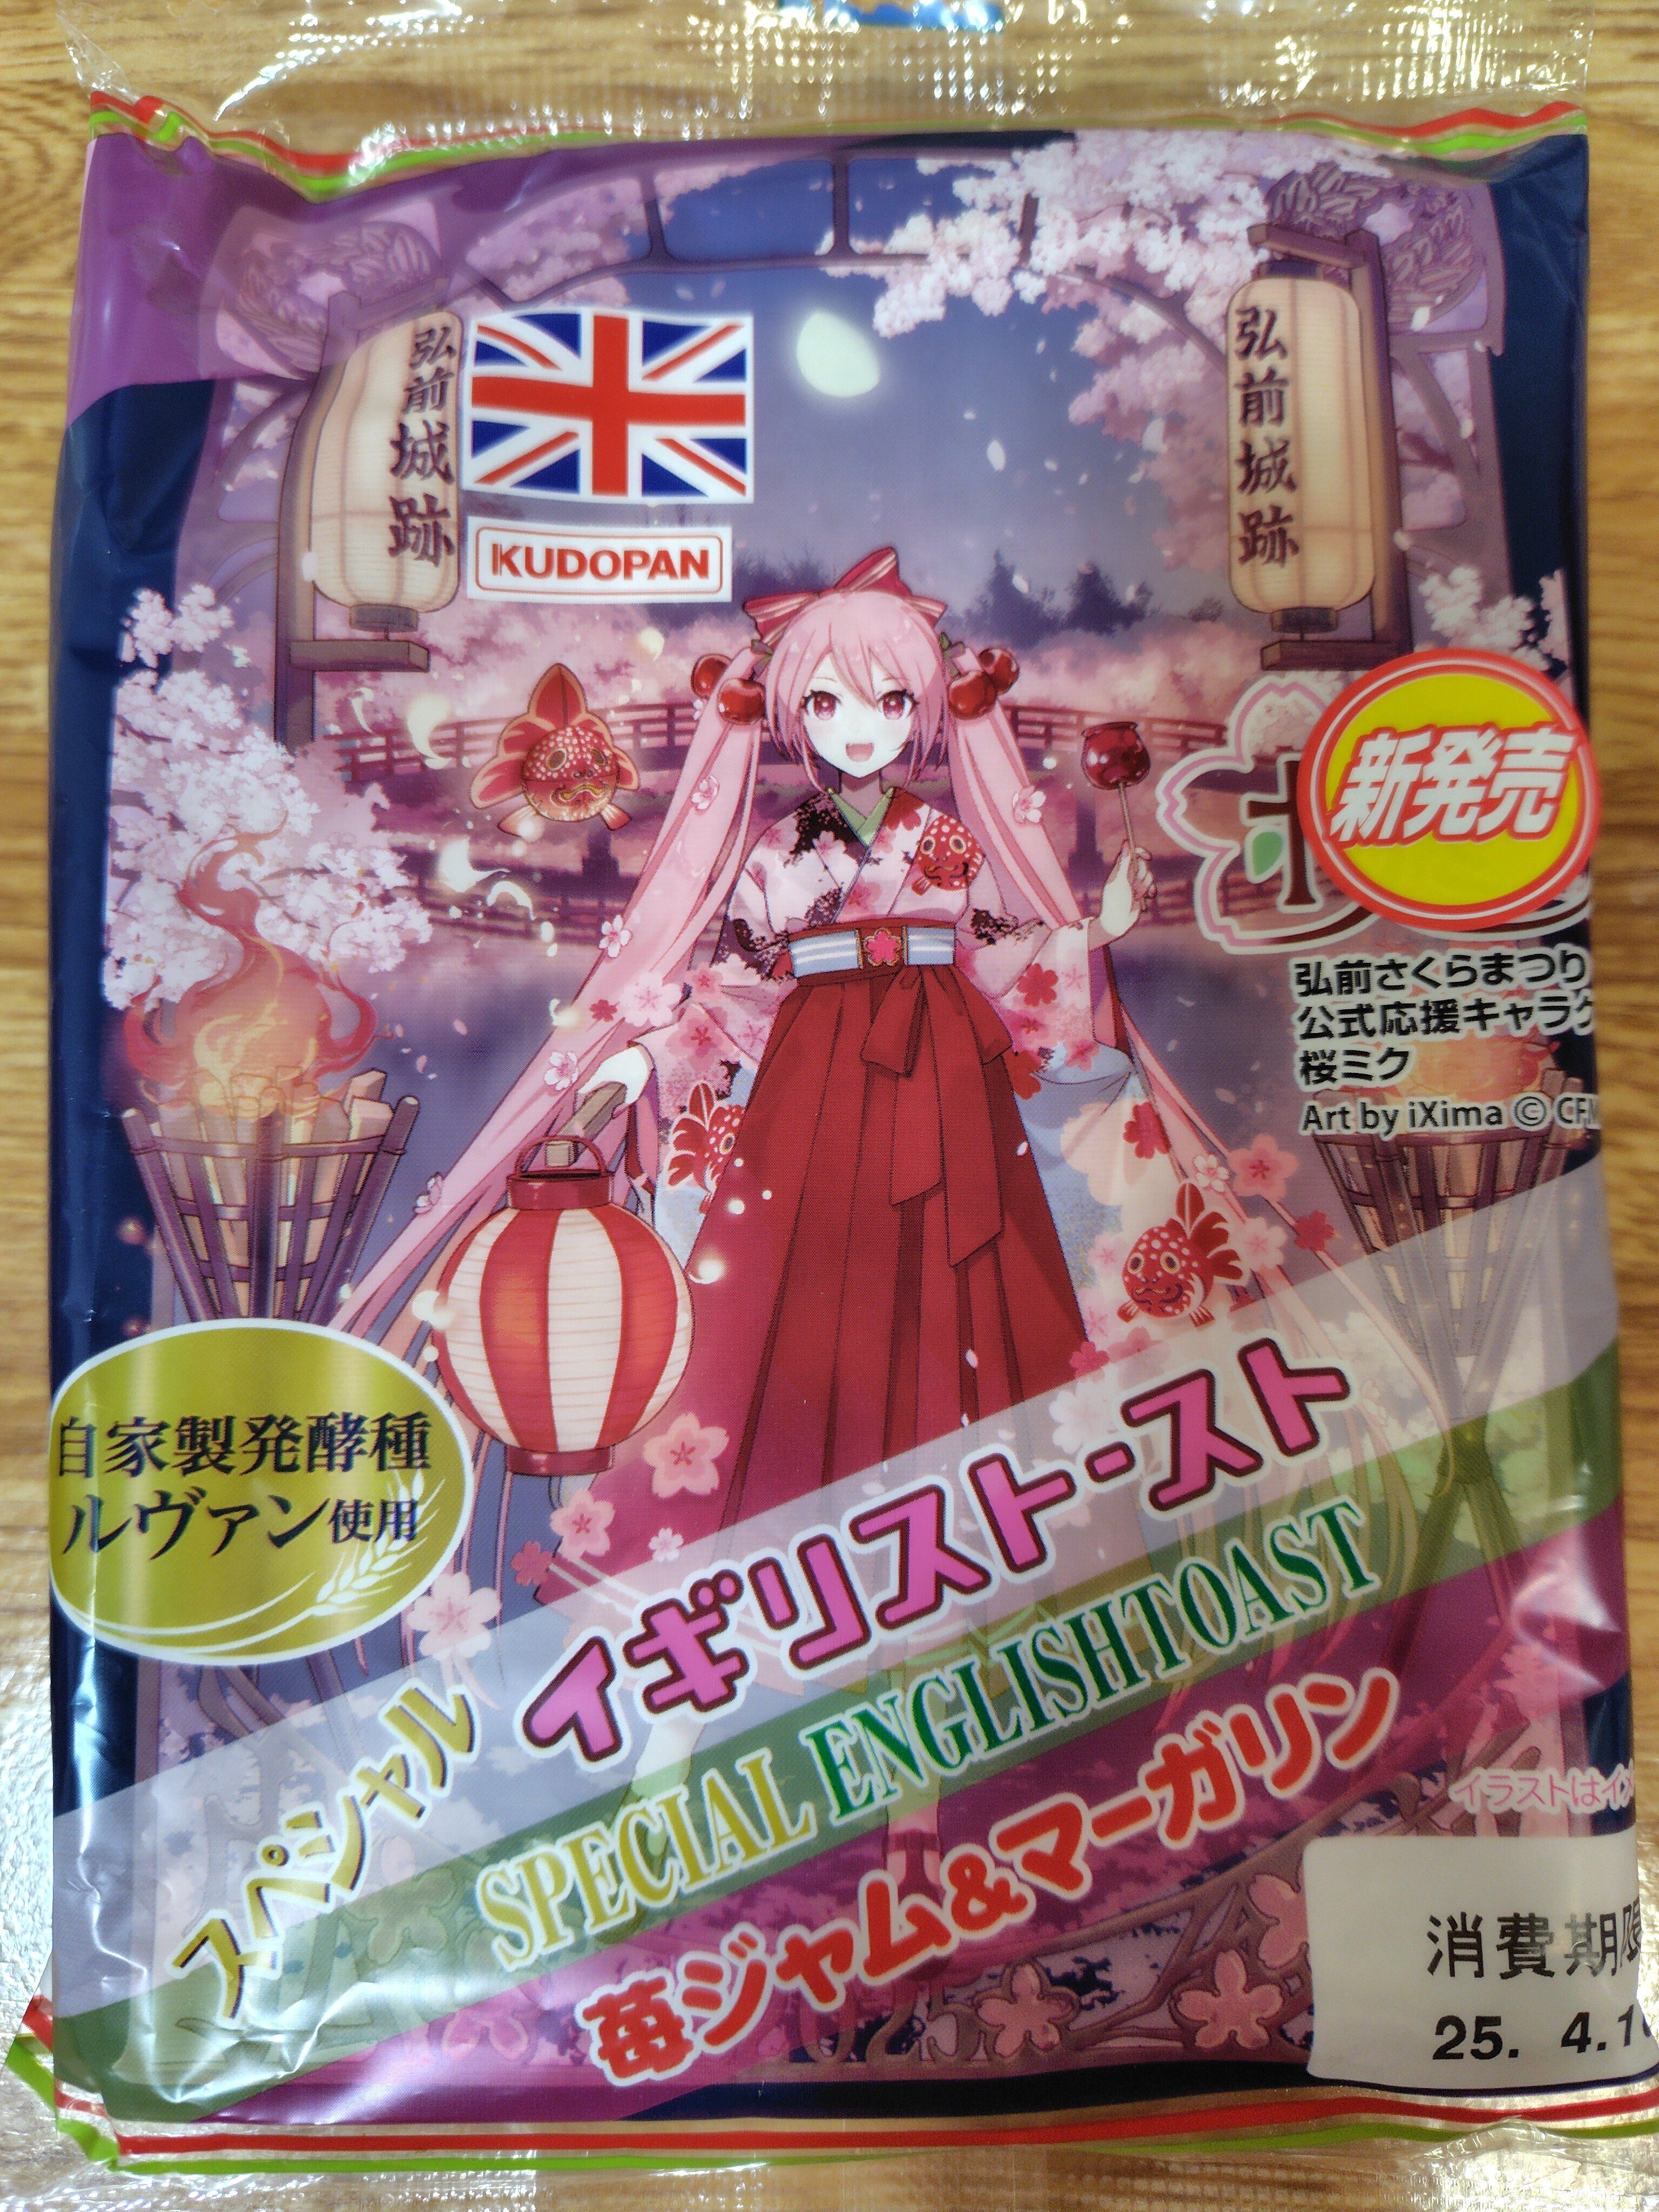 弘前城跡
弘前城跡
KUDOPAN
新発売
弘前さくらまつり
公式応援キャラク
桜ミク
Art by iXima © CFM
自家製発酵種
ルヴァン使用
スペシャル
イギリストースト
SPECIAL ENGLISHTOAST
苺ジャム&マーガリン
イラストはイメ
消費期限
25. 4.1